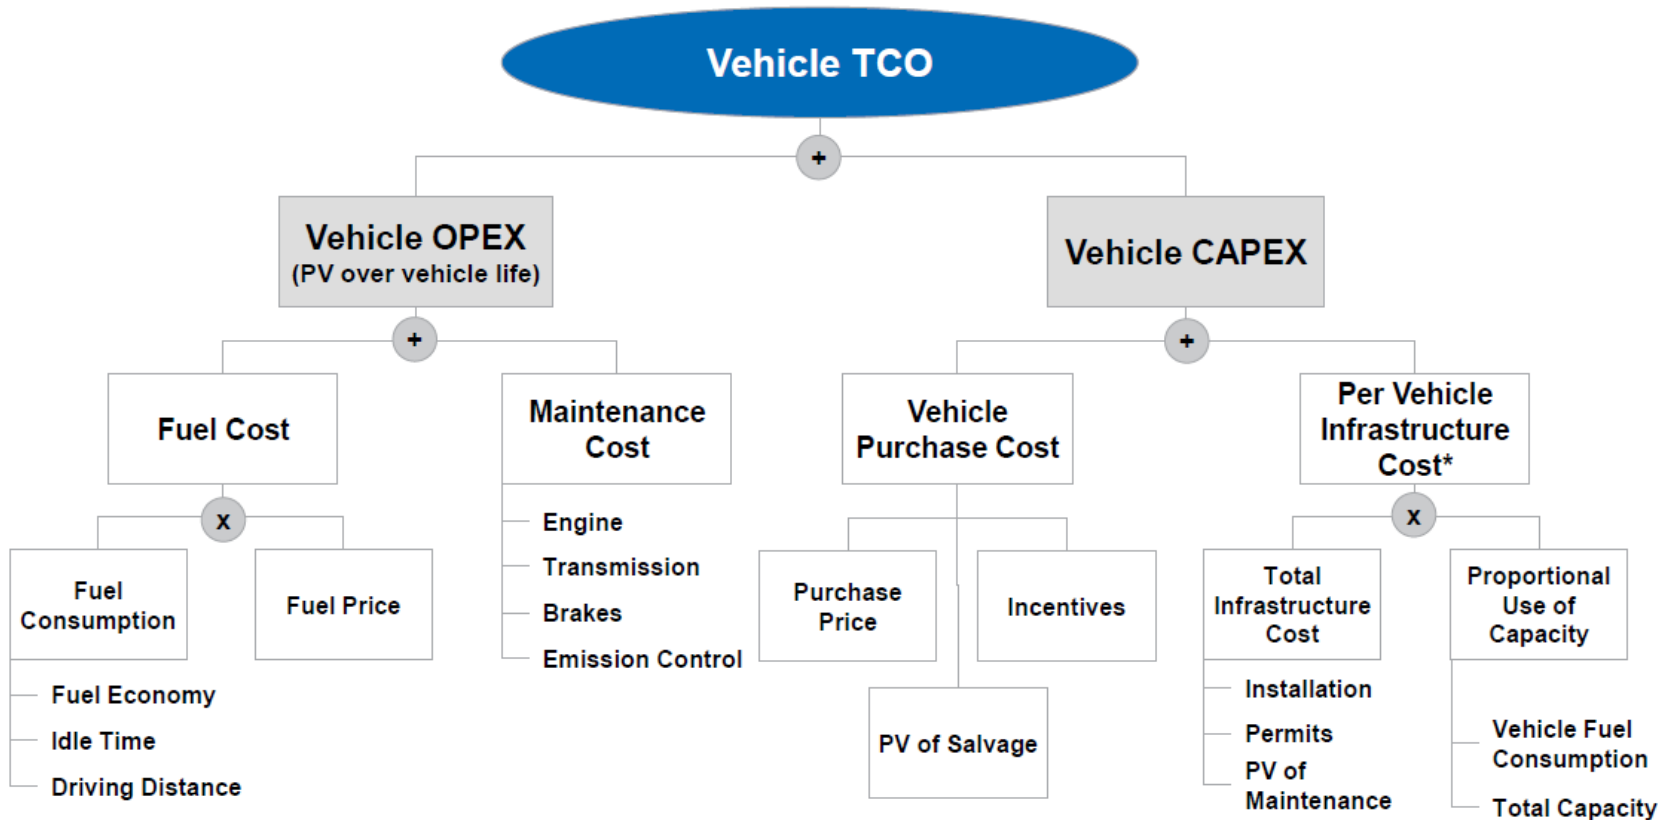 Vehicle TCO
+
Vehicle OPEX
(PV over vehicle life)
Vehicle CAPEX
+
+
Fuel Cost
Maintenance
Cost
Vehicle
Purchase Cost
Per Vehicle
Infrastructure
Cost*
x
Fuel
Consumption
Fuel Price
Fuel Economy
Idle Time
Driving Distance
Engine
Transmission
Brakes
Emission Control
Purchase
Price
Incentives
PV of Salvage
x
Total
Infrastructure
Cost
Proportional
Use of
Capacity
Installation
Permits
PV of
Maintenance
Vehicle Fuel
Consumption
Total Capacity